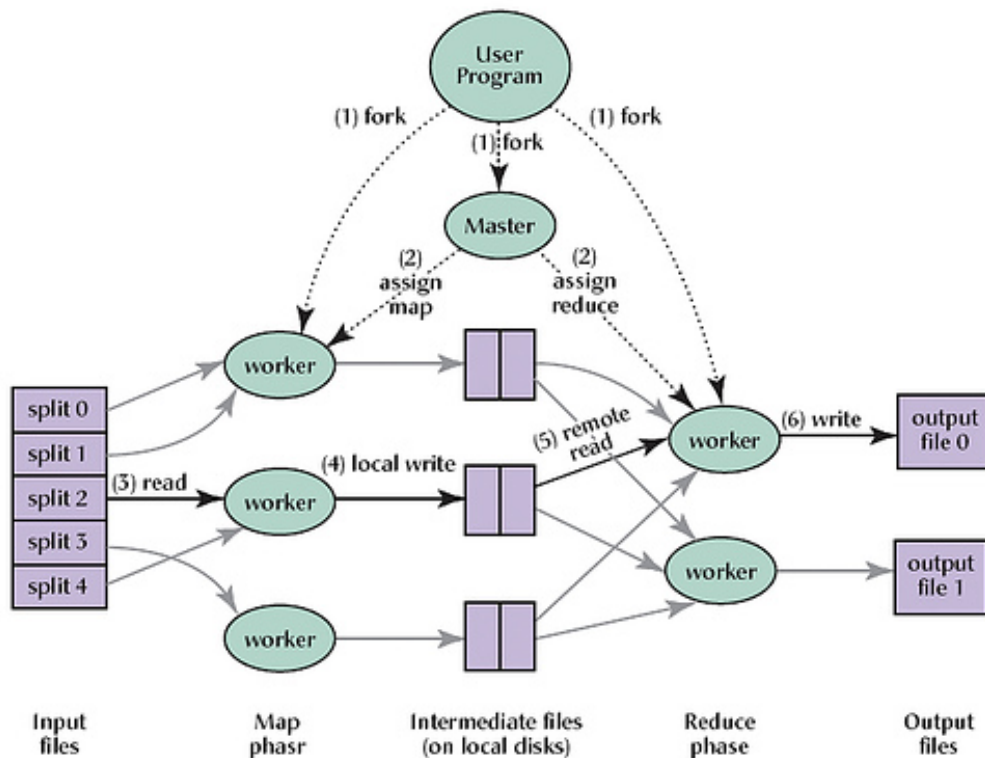 User
Program
(1) fork
(1) fork
(1) fork
Master
(2)
assign
map
(2)
assign
reduce
worker
split 0
split 1
split 2
split 3
split 4
(3) read
worker
(4) local write
worker
(5) remote
read
worker
(6) write
output
file 0
worker
output
file 1
Input
files
Map
phasr
Intermediate files
(on local disks)
Reduce
phase
Output
files